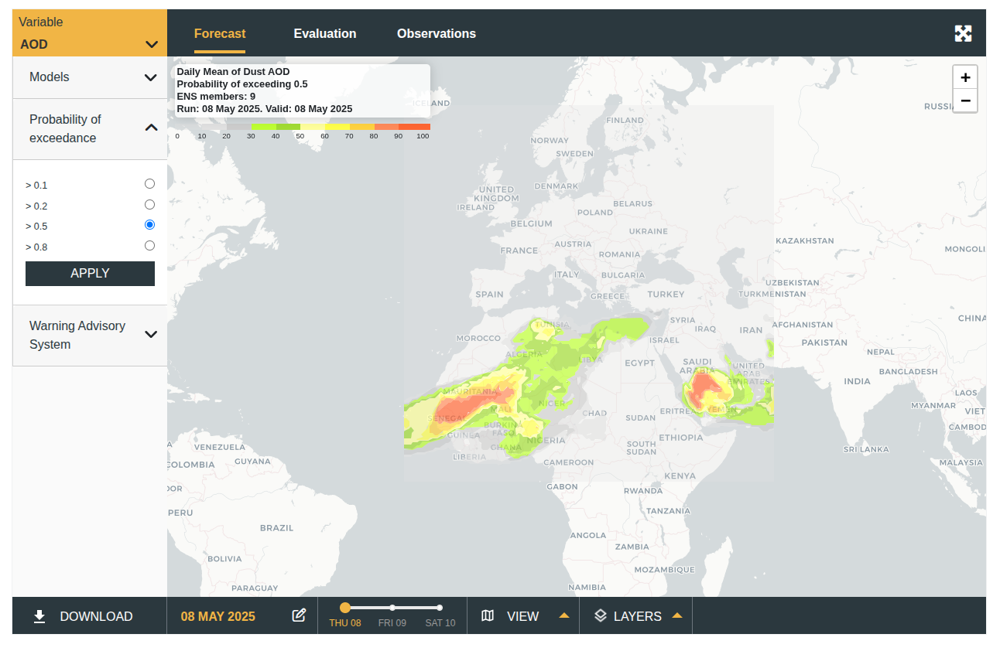 Variable
AOD
Forecast
Evaluation
Observations
Models
Probability of
exceedance
> 0.1
> 0.2
> 0.5
> 0.8
APPLY
Warning Advisory
System
Daily Mean of Dust AOD
Probability of exceeding 0.5
ENS members: 9
Run: 08 May 2025. Valid: 08 May 2025
0 10 20 30 40 50 60 70 80 90 100
+
−
ICELAND
RUSSI
FINLAND
NORWAY
SWEDEN
DENMARK
UNITED
KINGDOM
IRELAND
BELARUS
POLAND
BELGIUM
UKRAINE
KAZAKHSTAN
AUSTRIA
FRANCE
ROMANIA
MONGOLI
ITALY
BULGARIA
UZBEKISTAN
SPAIN
GREECE
TURKEY
TURKMENISTAN
TUNISIA
SYRIA
IRAQ
IRAN
AFGHANISTAN
CHINA
MOROCCO
ISRAEL
PAKISTAN
ALGERIA
LIBYA
EGYPT
NEPAL
SAUDI
ARABIA
UNITED
ARAB
EMIRATES
BANGLADESH
INDIA
MAURITANIA
LAOS
MALI
NIGER
CHAD
SUDAN
ERITREA
YEMEN
MYANMAR
VIET
SENEGAL
BURKINA
FASO
CAMBOD
GUINEA
NIGERIA
ETHIOPIA
GHANA
SOUTH
SUDAN
SRI LANKA
VENEZUELA
LIBERIA
CAMEROON
MALAYSIA
COLOMBIA
GUYANA
KENYA
GABON
RWANDA
DOR
PERU
TANZANIA
BRAZIL
ANGOLA
ZAMBIA
BOLIVIA
MOZAMBIQUE
PARAGUAY
NAMIBIA
DOWNLOAD
08 MAY 2025
THU 08
FRI 09
SAT 10
VIEW
LAYERS